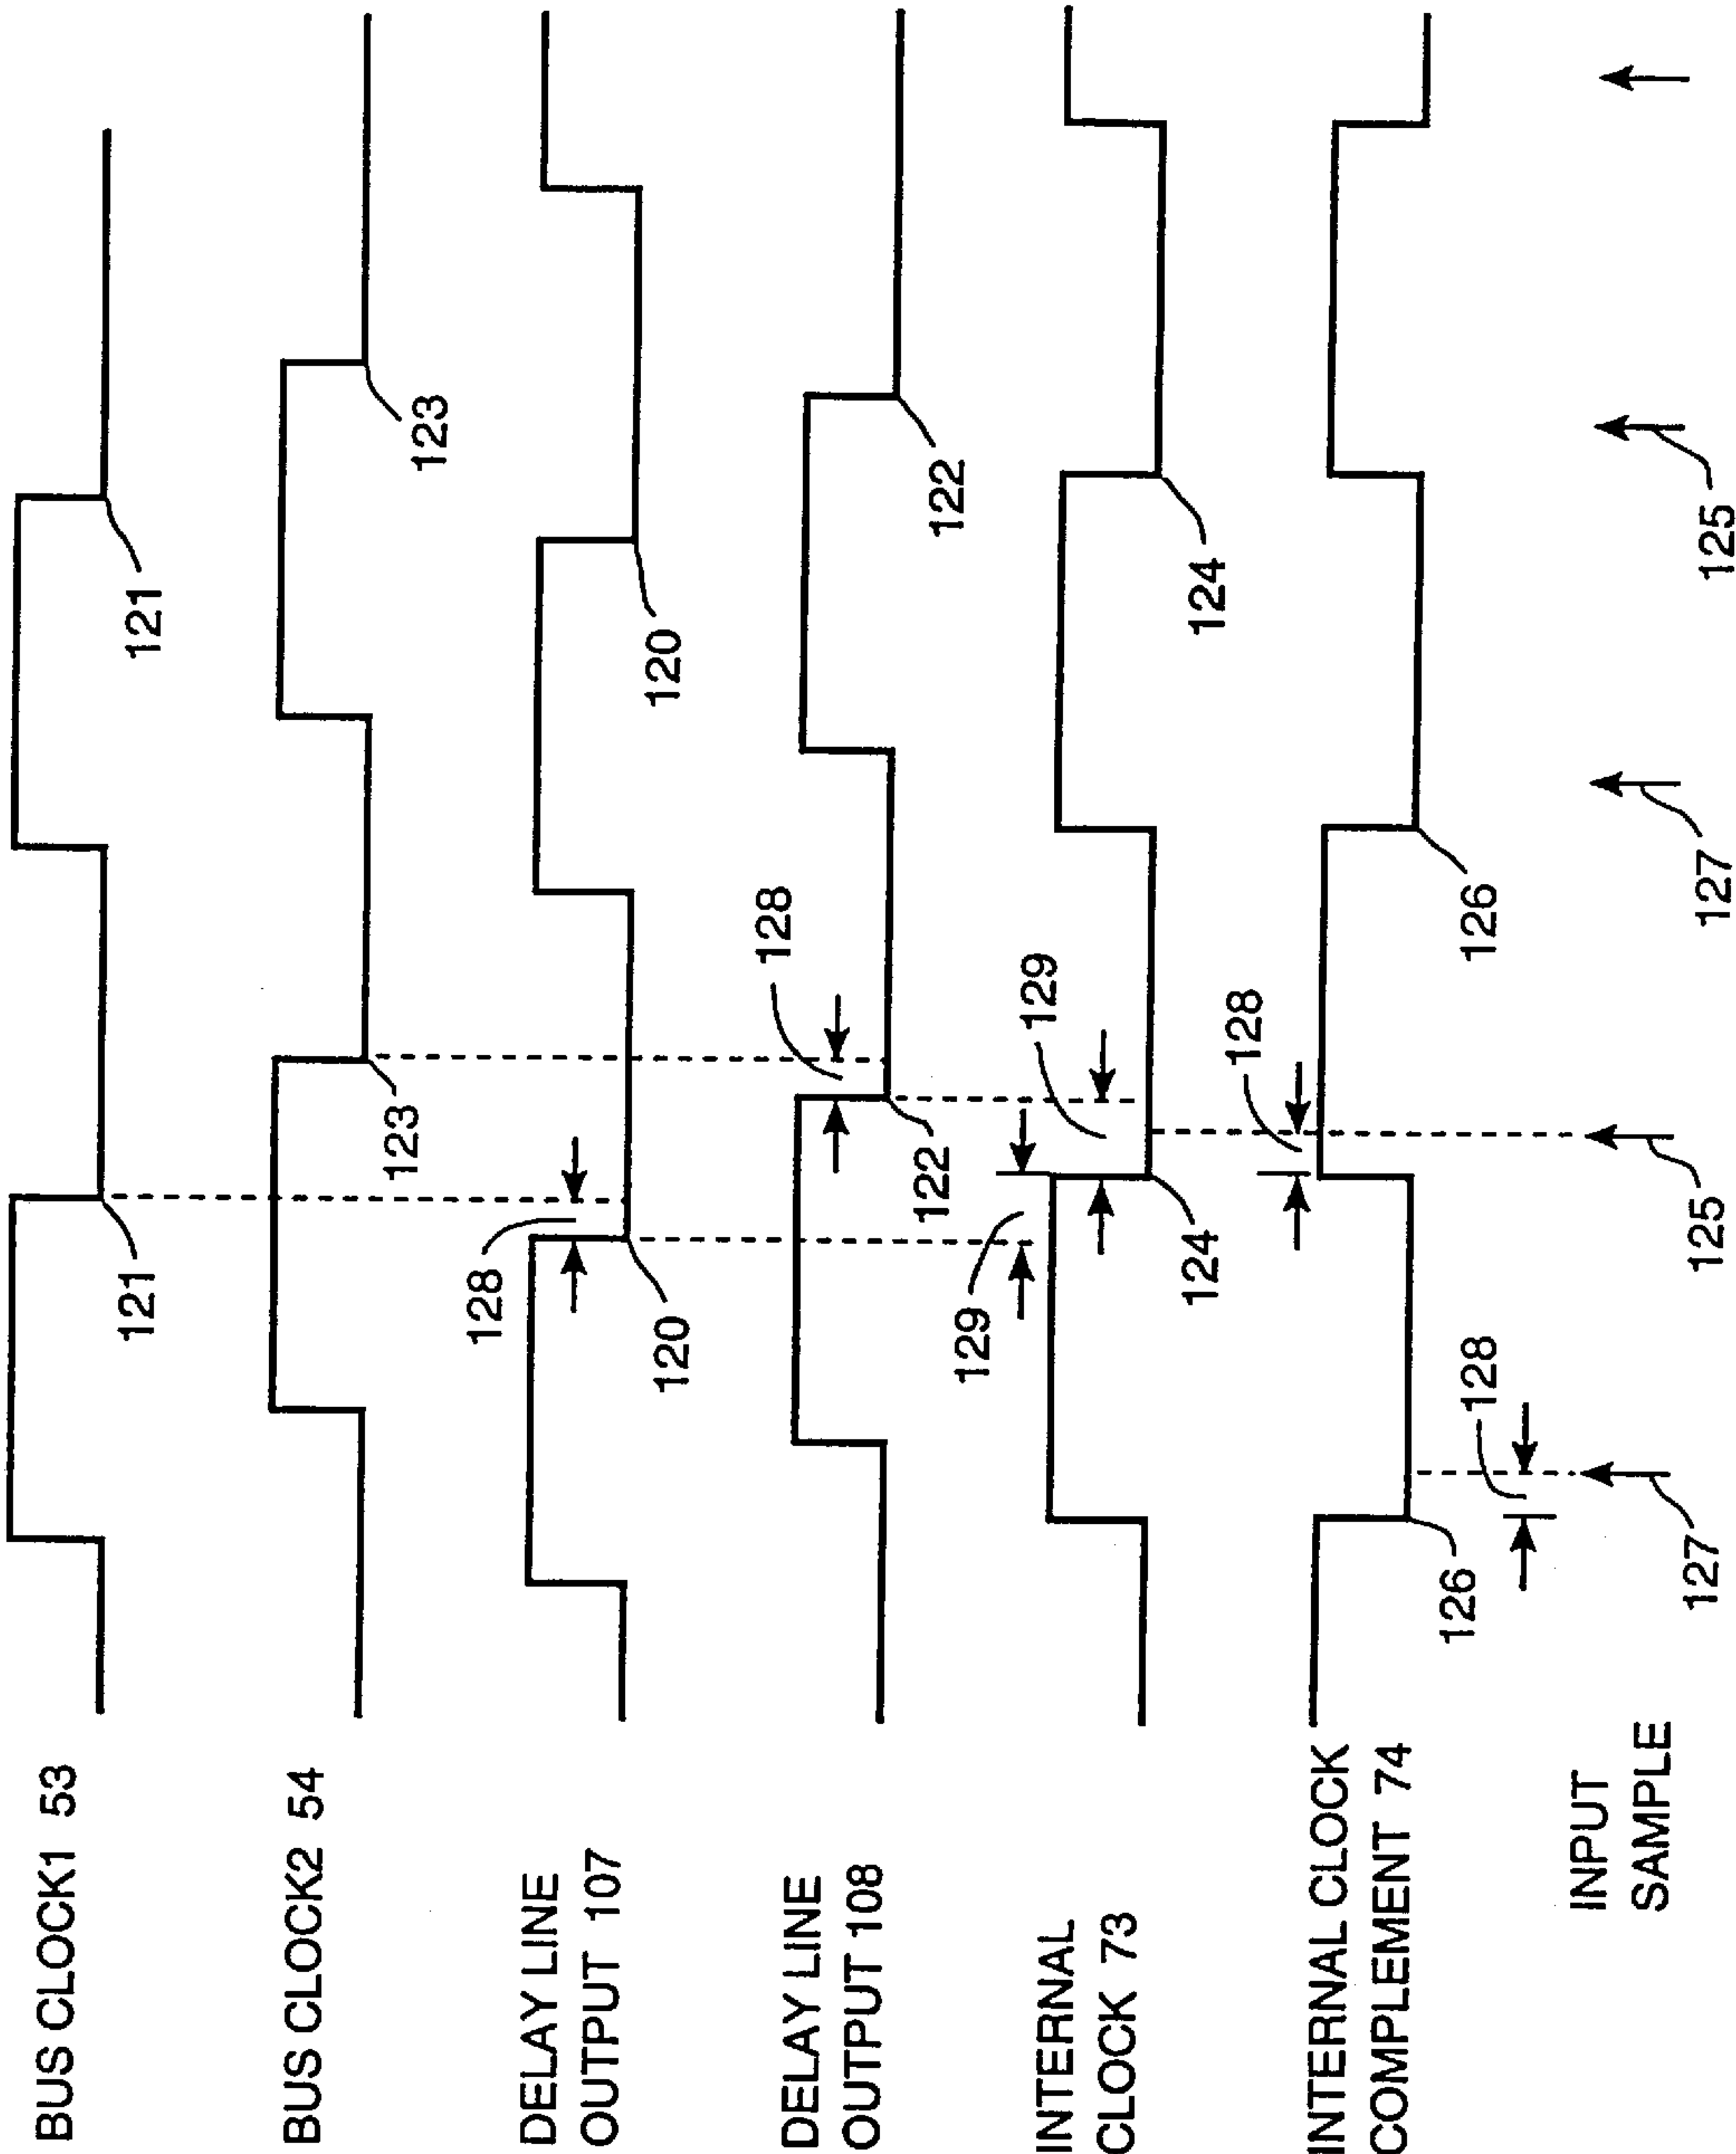 BUS CLOCK1 53
121
121
BUS CLOCK2 54
123
123
128
DELAY LINE
OUTPUT 107
120
120
128
DELAY LINE
OUTPUT 108
122
122
129
129
INTERNAL
CLOCK 73
124
124
128
INTERNAL CLOCK
COMPLEMENT 74
126
126
128
INPUT
SAMPLE
127
125
127
125